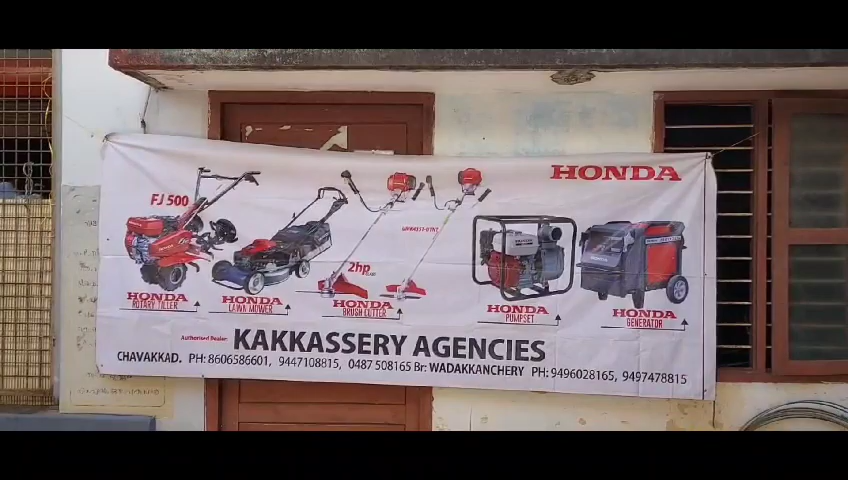 HONDA
FJ 500
2hp
HONDA
ROTARY TILLER
HONDA
LAWN MOWER
HONDA
BRUSH CUTTER
HONDA
PUMPSET
HONDA
GENERATOR
Authorised Dealer:
KAKKASSERY AGENCIES
CHAVAKKAD. PH: 8606586601, 9447108815, 0487 508165 Br: WADAKKANCHERY PH: 9496028165, 9497478815